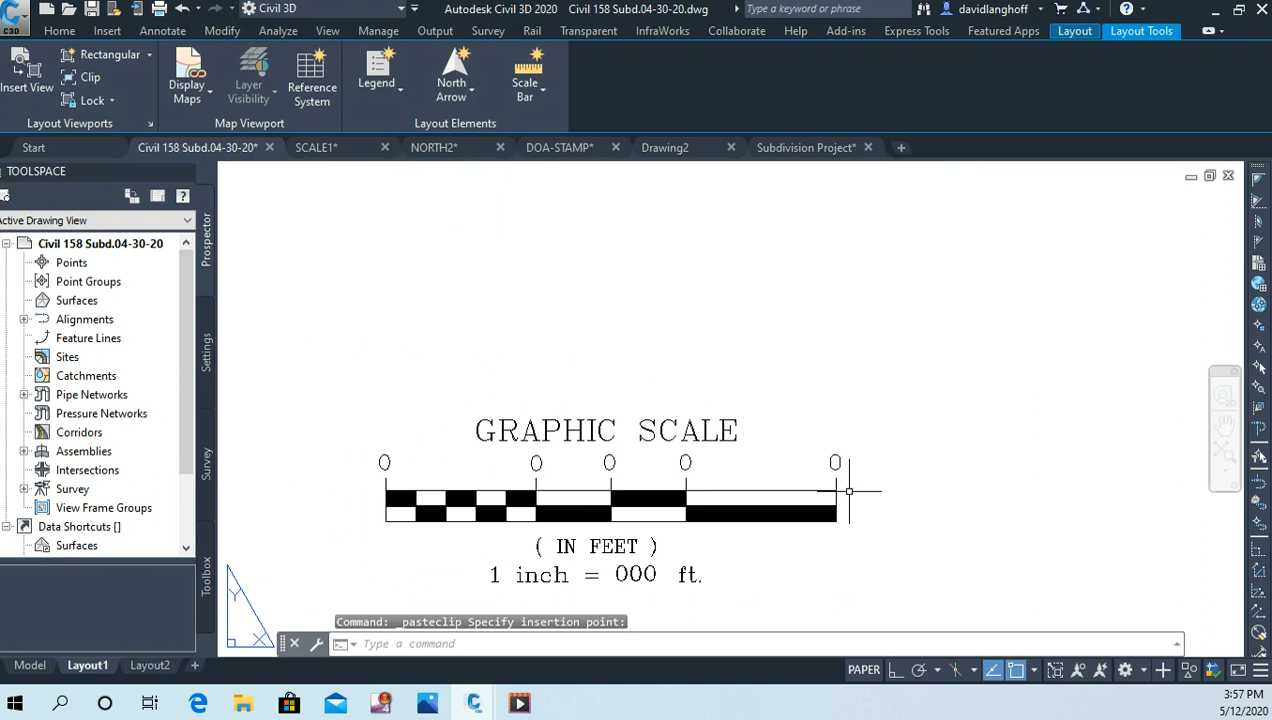 Civil 3D
Autodesk Civil 3D 2020 Civil 158 Subd.04-30-20.dwg
Type a keyword or phrase
davidlanghoff
C3D
Home Insert Annotate Modify View Analyze Manage Output Survey Rail Transparent InfraWorks Collaborate Help Add-ins Express Tools Featured Apps Layout Layout Tools
Insert View
Rectangular
Clip
Lock
Layout Viewports
Display Maps
Layer Visibility
Reference System
Map Viewport
Legend
North Arrow
Scale Bar
Layout Elements
Start Civil 158 Subd.04-30-20* SCALE1* NORTH2* DOA-STAMP* Drawing2 Subdivision Project*
TOOLSPACE
Active Drawing View
Civil 158 Subd.04-30-20
Points
Point Groups
Surfaces
Alignments
Feature Lines
Sites
Catchments
Pipe Networks
Pressure Networks
Corridors
Assemblies
Intersections
Survey
View Frame Groups
Data Shortcuts []
Surfaces
Prospector
Settings
Survey
Toolbox
GRAPHIC SCALE
0 0 0 0 0
( IN FEET )
1 inch = 000 ft.
Y
X
Command: _pasteclip Specify insertion point:
Type a command
Model Layout1 Layout2
PAPER
3:57 PM
5/12/2020